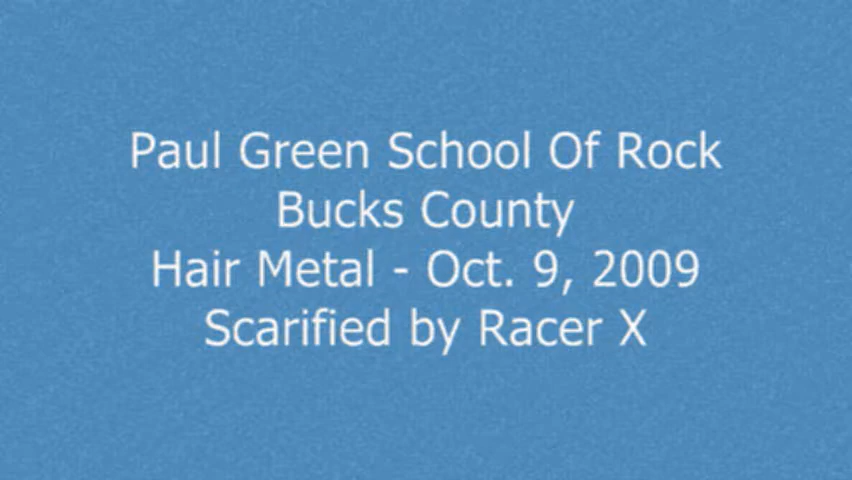 Paul Green School Of Rock
Bucks County
Hair Metal - Oct. 9, 2009
Scarified by Racer X